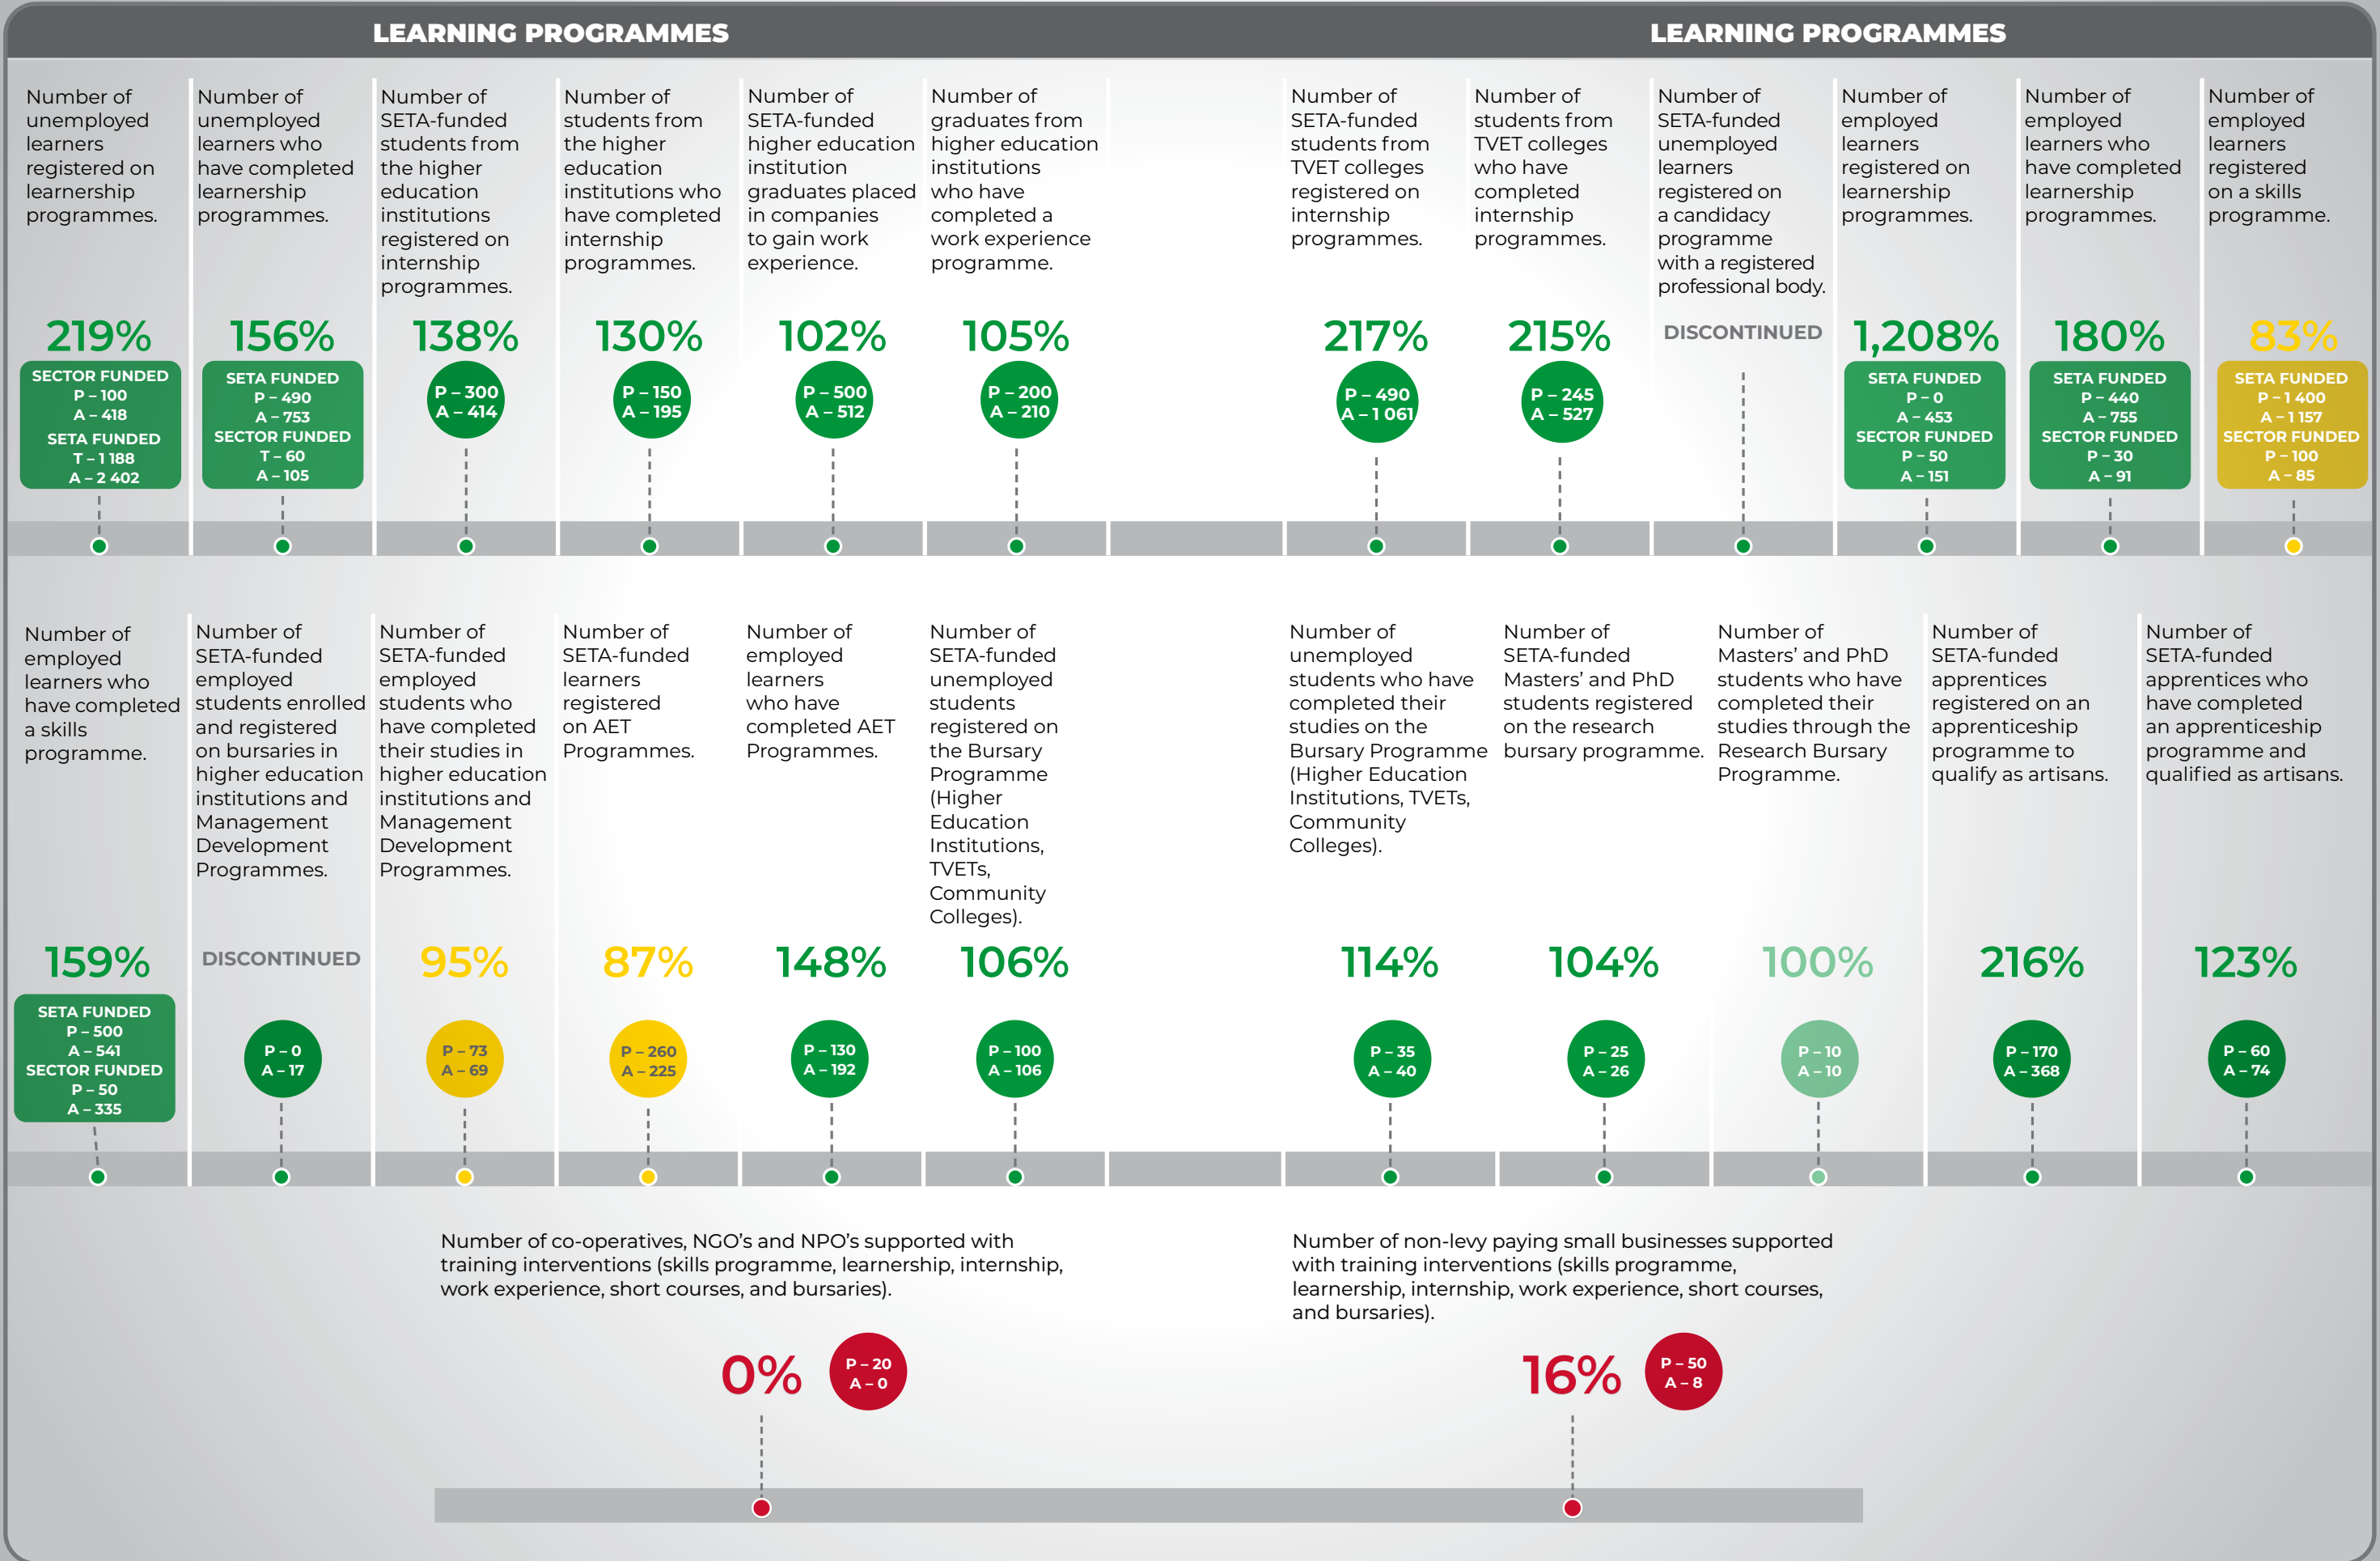 LEARNING PROGRAMMES
LEARNING PROGRAMMES
Number of
unemployed
learners
registered on
learnership
programmes.
219%
SECTOR FUNDED
P – 100
A – 418
SETA FUNDED
T – 1 188
A – 2 402
Number of
unemployed
learners who
have completed
learnership
programmes.
156%
SETA FUNDED
P – 490
A – 753
SECTOR FUNDED
T – 60
A – 105
Number of
SETA-funded
students from
the higher
education
institutions
registered on
internship
programmes.
138%
P – 300
A – 414
Number of
students from
the higher
education
institutions who
have completed
internship
programmes.
130%
P – 150
A – 195
Number of
SETA-funded
higher education
institution
graduates placed
in companies
to gain work
experience.
102%
P – 500
A – 512
Number of
graduates from
higher education
institutions
who have
completed a
work experience
programme.
105%
P – 200
A – 210
Number of
SETA-funded
students from
TVET colleges
registered on
internship
programmes.
217%
P – 490
A – 1 061
Number of
students from
TVET colleges
who have
completed
internship
programmes.
215%
P – 245
A – 527
Number of
SETA-funded
unemployed
learners
registered on
a candidacy
programme
with a registered
professional body.
DISCONTINUED
Number of
employed
learners
registered on
learnership
programmes.
1,208%
SETA FUNDED
P – 0
A – 453
SECTOR FUNDED
P – 50
A – 151
Number of
employed
learners who
have completed
learnership
programmes.
180%
SETA FUNDED
P – 440
A – 755
SECTOR FUNDED
P – 30
A – 91
Number of
employed
learners
registered
on a skills
programme.
83%
SETA FUNDED
P – 1 400
A – 1 157
SECTOR FUNDED
P – 100
A – 85
Number of
employed
learners who
have completed
a skills
programme.
159%
SETA FUNDED
P – 500
A – 541
SECTOR FUNDED
P – 50
A – 335
Number of
SETA-funded
employed
students enrolled
and registered
on bursaries in
higher education
institutions and
Management
Development
Programmes.
DISCONTINUED
P – 0
A – 17
Number of
SETA-funded
employed
students who
have completed
their studies in
higher education
institutions and
Management
Development
Programmes.
95%
P – 73
A – 69
Number of
SETA-funded
learners
registered
on AET
Programmes.
87%
P – 260
A – 225
Number of
employed
learners
who have
completed AET
Programmes.
148%
P – 130
A – 192
Number of
SETA-funded
unemployed
students
registered on
the Bursary
Programme
(Higher
Education
Institutions,
TVETs,
Community
Colleges).
106%
P – 100
A – 106
Number of
unemployed
students who have
completed their
studies on the
Bursary Programme
(Higher Education
Institutions, TVETs,
Community
Colleges).
114%
P – 35
A – 40
Number of
SETA-funded
Masters’ and PhD
students registered
on the research
bursary programme.
104%
P – 25
A – 26
Number of
Masters’ and PhD
students who have
completed their
studies through the
Research Bursary
Programme.
100%
P – 10
A – 10
Number of
SETA-funded
apprentices
registered on an
apprenticeship
programme to
qualify as artisans.
216%
P – 170
A – 368
Number of
SETA-funded
apprentices who
have completed
an apprenticeship
programme and
qualified as artisans.
123%
P – 60
A – 74
Number of co-operatives, NGO’s and NPO’s supported with
training interventions (skills programme, learnership, internship,
work experience, short courses, and bursaries).
0%
P – 20
A – 0
Number of non-levy paying small businesses supported
with training interventions (skills programme,
learnership, internship, work experience, short courses,
and bursaries).
16%
P – 50
A – 8